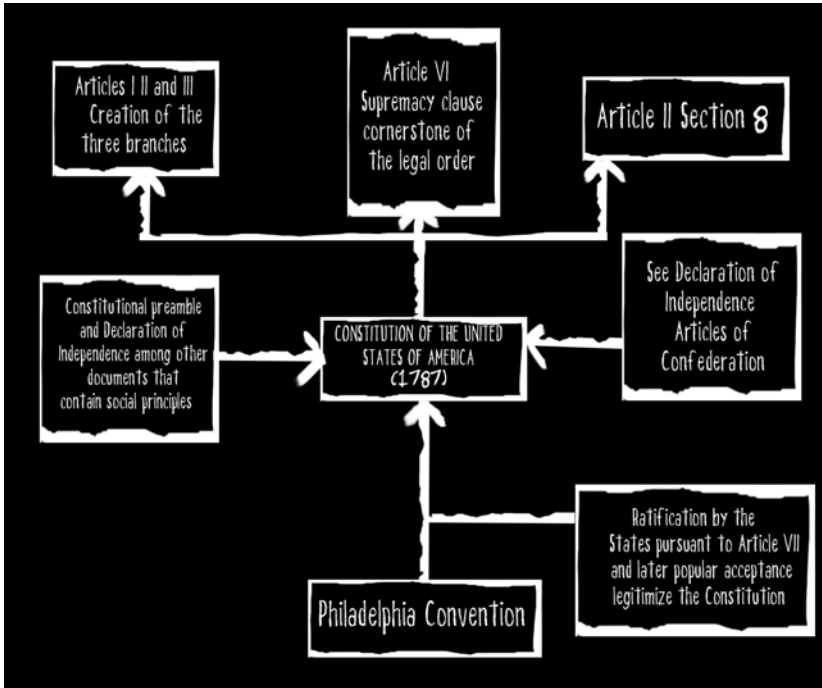 Articles I II and III
Creation of the
three branches
Article VI
Supremacy clause
cornerstone of
the legal order
Article II Section 8
Constitutional preamble
and Declaration of
Independence among other
documents that
contain social principles
CONSTITUTION OF THE UNITED
STATES OF AMERICA
(1787)
See Declaration of
Independence
Articles of
Confederation
Philadelphia Convention
Ratification by the
States pursuant to Article VII
and later popular acceptance
legitimize the Constitution